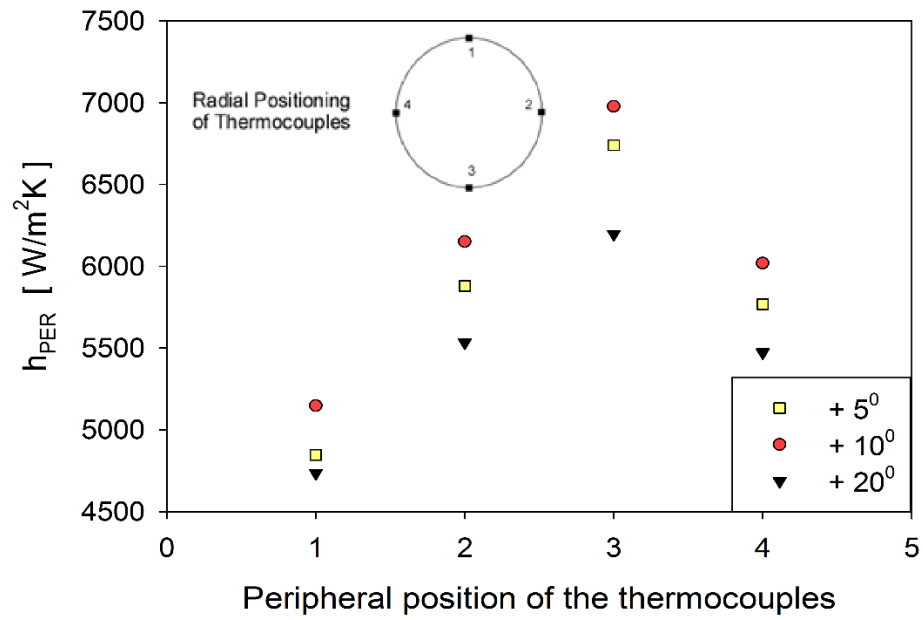 7500
7000
6500
6000
5500
5000
4500
h_PER [ W/m²K ]
Radial Positioning
of Thermocouples
1
4 2
3
+ 5⁰
+ 10⁰
+ 20⁰
0 1 2 3 4 5
Peripheral position of the thermocouples